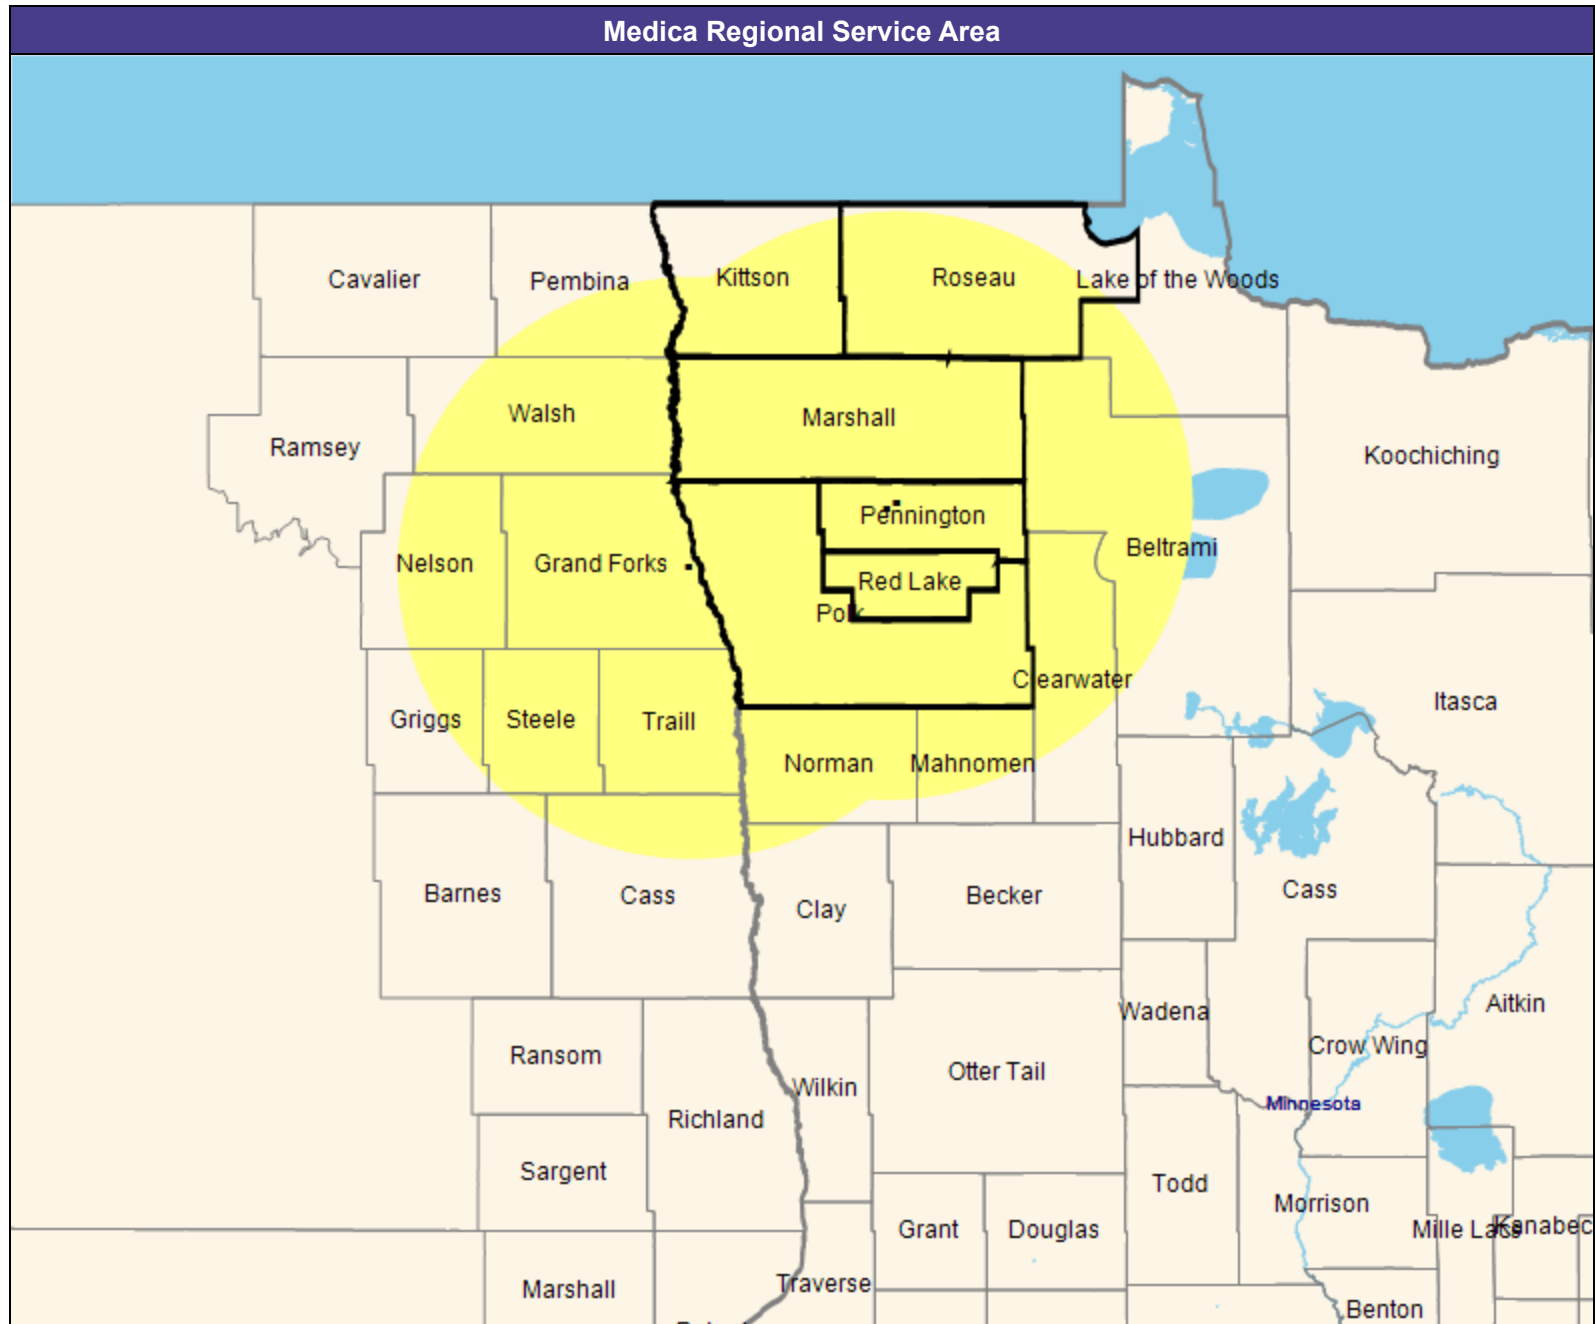 Medica Regional Service Area
Cavalier
Pembina
Kittson
Roseau
Lake of the Woods
Walsh
Marshall
Ramsey
Koochiching
Pennington
Nelson
Grand Forks
Beltrami
Red Lake
Polk
Clearwater
Griggs
Steele
Traill
Itasca
Norman
Mahnomen
Hubbard
Barnes
Cass
Clay
Becker
Cass
Wadena
Aitkin
Crow Wing
Ransom
Otter Tail
Wilkin
Minnesota
Richland
Sargent
Todd
Morrison
Grant
Douglas
Mille Lacs
Kanabec
Marshall
Traverse
Benton